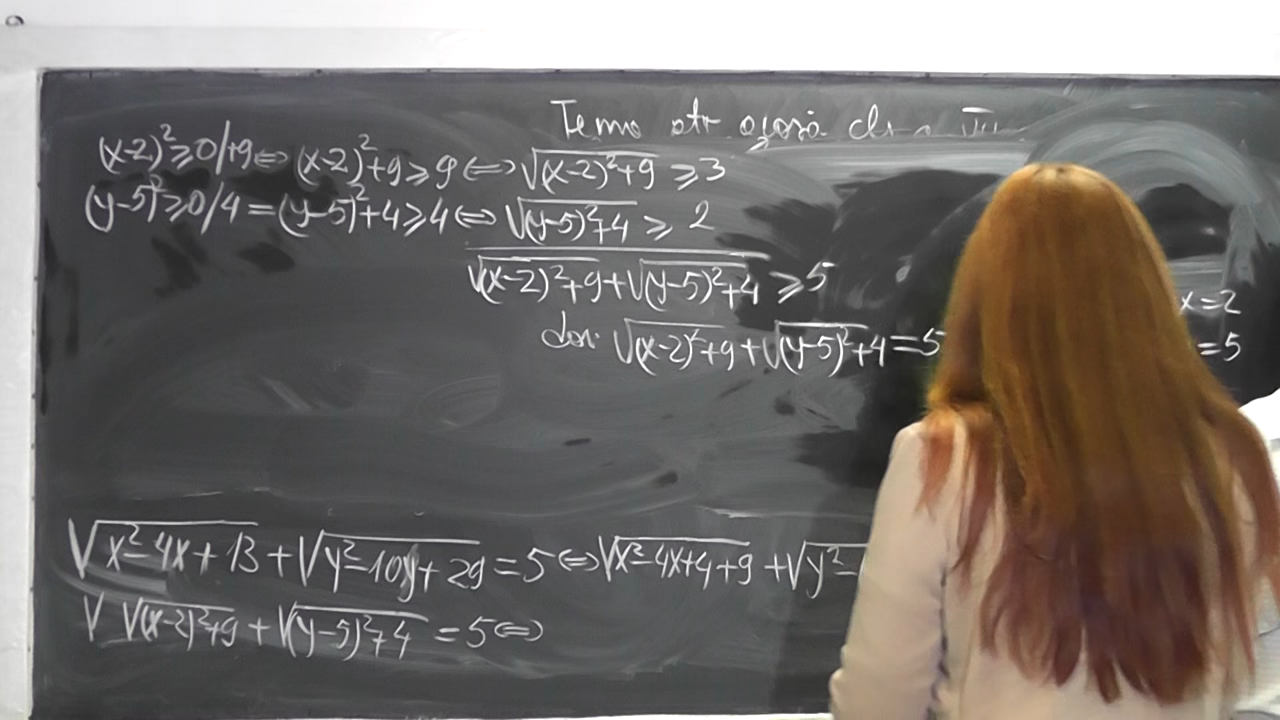 Tema
(x-2)²≥0/+9⇔(x-2)²+9≥9⇔√(x-2)²+9 ≥3
(y-5)²≥0/4=(y-5)²+4≥4⇔√(y-5)²+4 ≥ 2
√(x-2)²+9+√(y-5)²+4 ≥5
x=2
dar √(x-2)²+9+√(y-5)²+4=5
=5
√x²-4x+13+√y²-10y+29=5⇔√x²-4x+4+9+√y²-
√ √(x-2)²+9+√(y-5)²+4=5⇔